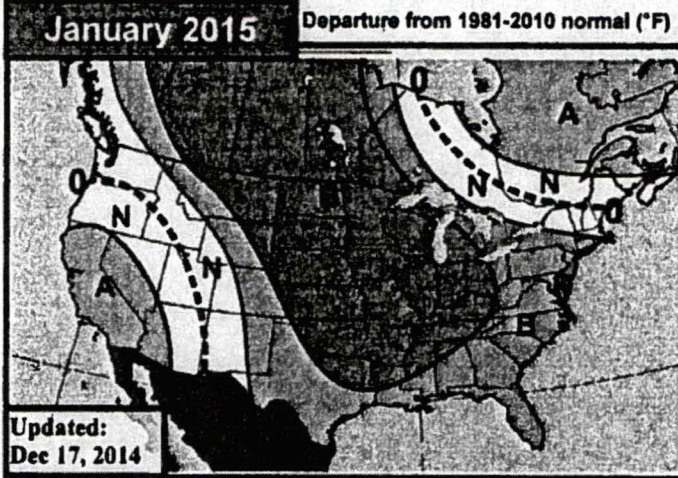 January 2015
Departure from 1981-2010 normal (°F)
0
A
N
N
0
N
0
N
A
B
Updated:
Dec 17, 2014